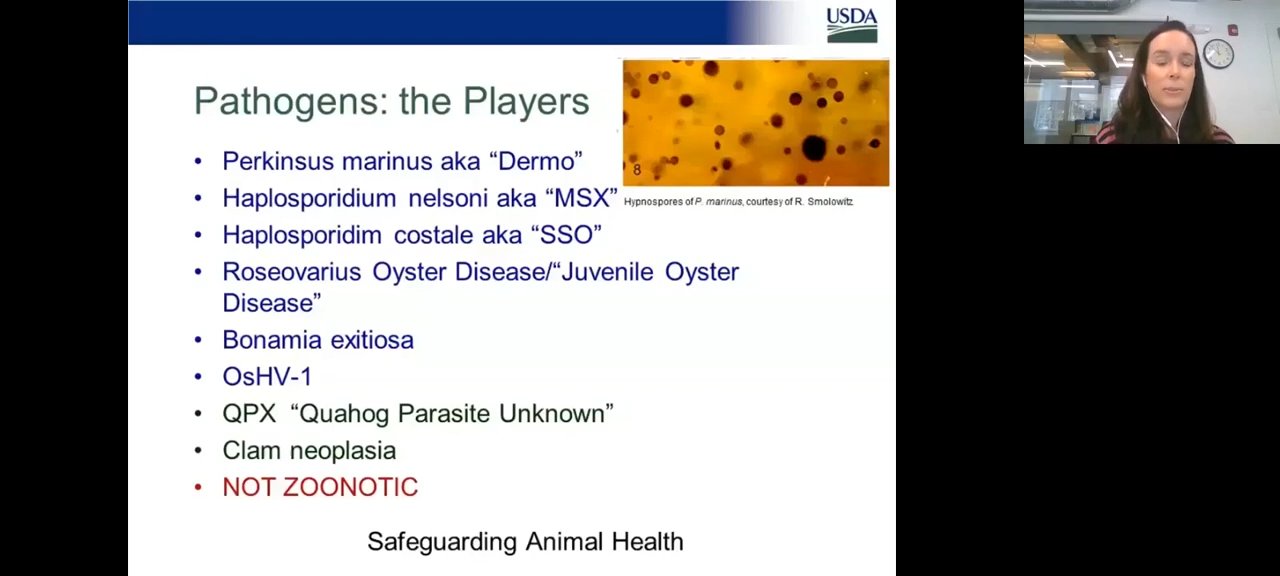 USDA
Pathogens: the Players
8
Hypnospores of P. marinus, courtesy of R. Smolowitz
• Perkinsus marinus aka “Dermo”
• Haplosporidium nelsoni aka “MSX”
• Haplosporidim costale aka “SSO”
• Roseovarius Oyster Disease/“Juvenile Oyster
Disease”
• Bonamia exitiosa
• OsHV-1
• QPX “Quahog Parasite Unknown”
• Clam neoplasia
• NOT ZOONOTIC
Safeguarding Animal Health